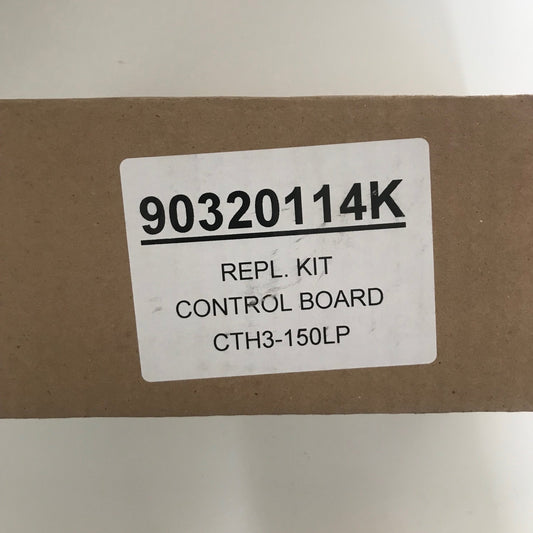 90320114K
REPL. KIT
CONTROL BOARD
CTH3-150LP